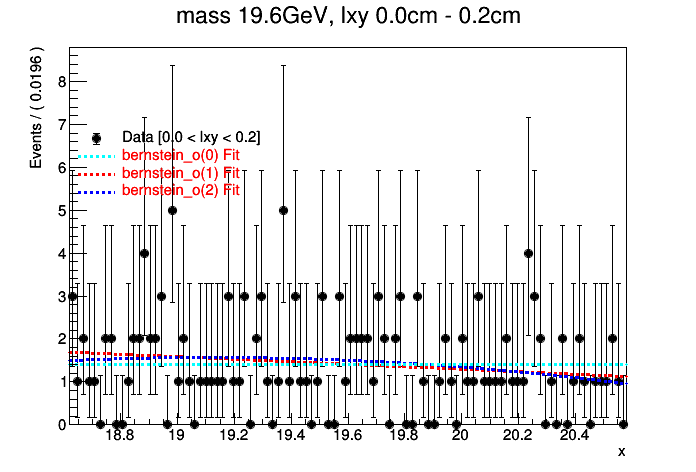 mass 19.6GeV, lxy 0.0cm - 0.2cm
Events / ( 0.0196 )
8
7
6
5
4
3
2
1
0
Data [0.0 < lxy < 0.2]
bernstein_o(0) Fit
bernstein_o(1) Fit
bernstein_o(2) Fit
18.8 19 19.2 19.4 19.6 19.8 20 20.2 20.4
x